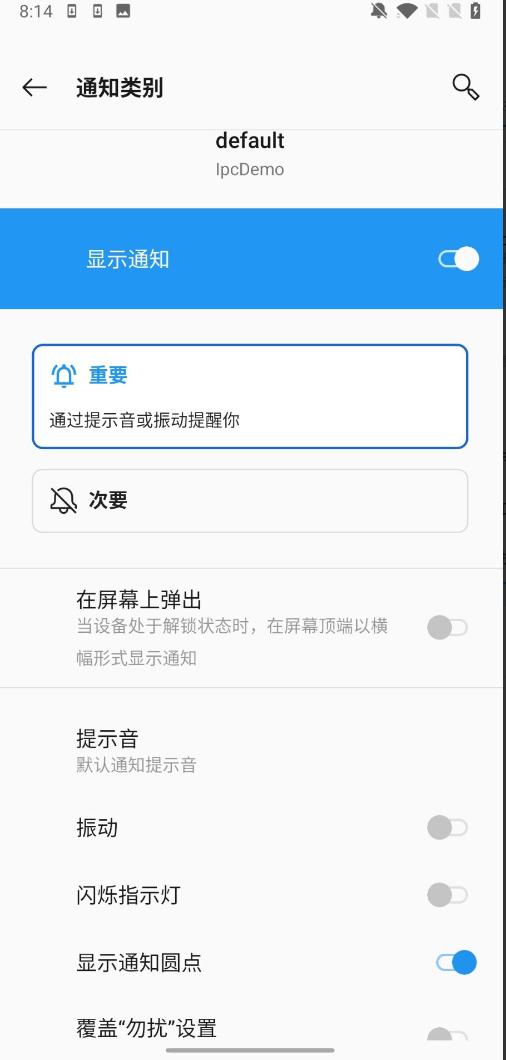 8:14
通知类别
default
IpcDemo
显示通知
重要
通过提示音或振动提醒你
次要
在屏幕上弹出
当设备处于解锁状态时，在屏幕顶端以横
幅形式显示通知
提示音
默认通知提示音
振动
闪烁指示灯
显示通知圆点
覆盖“勿扰”设置